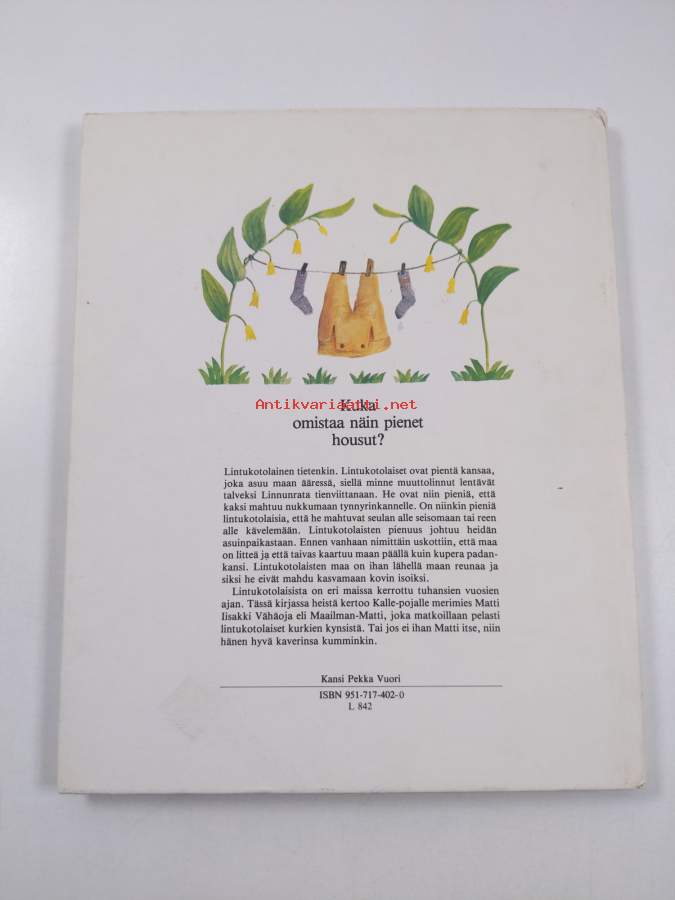 Kuka
Antikvariaatti.net
omistaa näin pienet
housut?
Lintukotolainen tietenkin. Lintukotolaiset ovat pientä kansaa,
joka asuu maan ääressä, siellä minne muuttolinnut lentävät
talveksi Linnunrata tienviittanaan. He ovat niin pieniä, että
kaksi mahtuu nukkumaan tynnyrinkannelle. On niinkin pieniä
lintukotolaisia, että he mahtuvat seulan alle seisomaan tai reen
alle kävelemään. Lintukotolaisten pienuus johtuu heidän
asuinpaikastaan. Ennen vanhaan nimittäin uskottiin, että maa
on litteä ja että taivas kaartuu maan päällä kuin kupera padan-
kansi. Lintukotolaisten maa on ihan lähellä maan reunaa ja
siksi he eivät mahdu kasvamaan kovin isoiksi.
Lintukotolaisista on eri maissa kerrottu tuhansien vuosien
ajan. Tässä kirjassa heistä kertoo Kalle-pojalle merimies Matti
Iisakki Vähäoja eli Maailman-Matti, joka matkoillaan pelasti
lintukotolaiset kurkien kynsistä. Tai jos ei ihan Matti itse, niin
hänen hyvä kaverinsa kumminkin.
Kansi Pekka Vuori
ISBN 951-717-402-0
L 842